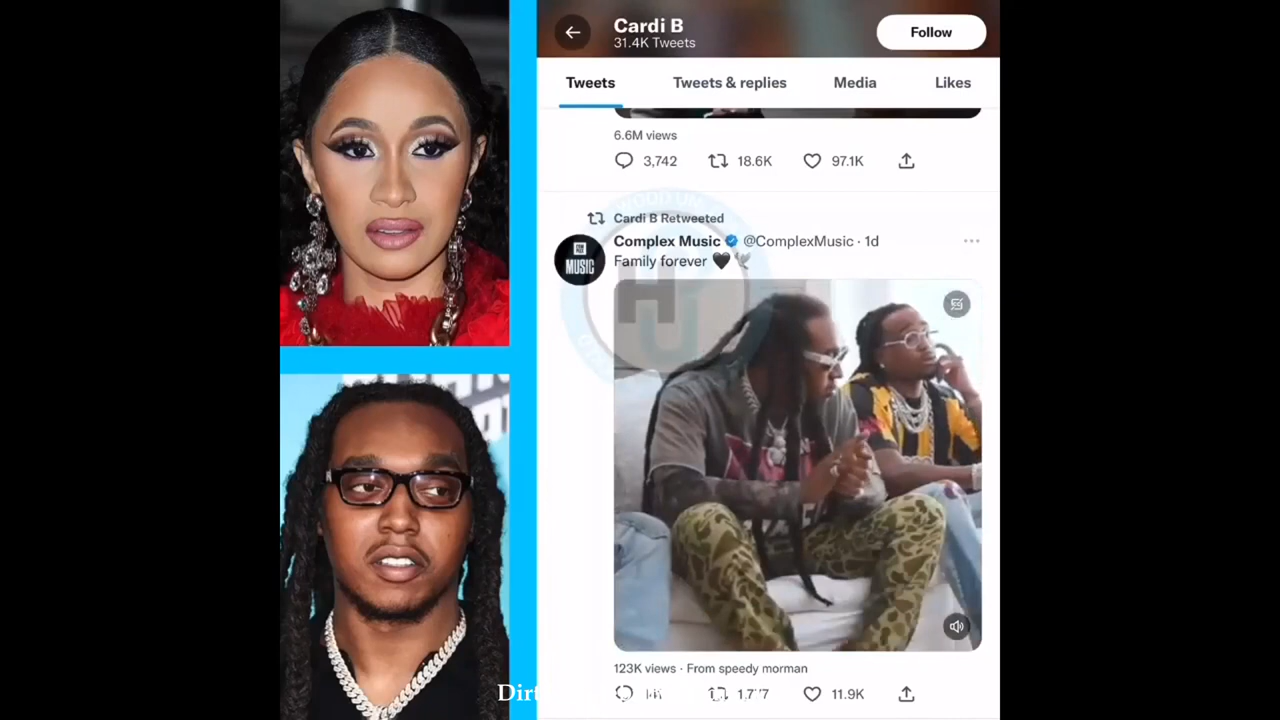 Cardi B
31.4K Tweets
Follow
Tweets
Tweets & replies
Media
Likes
6.6M views
3,742
18.6K
97.1K
Cardi B Retweeted
Complex Music @ComplexMusic · 1d
MUSIC
Family forever 🖤🕊
HU
123K views · From speedy morman
11.9K